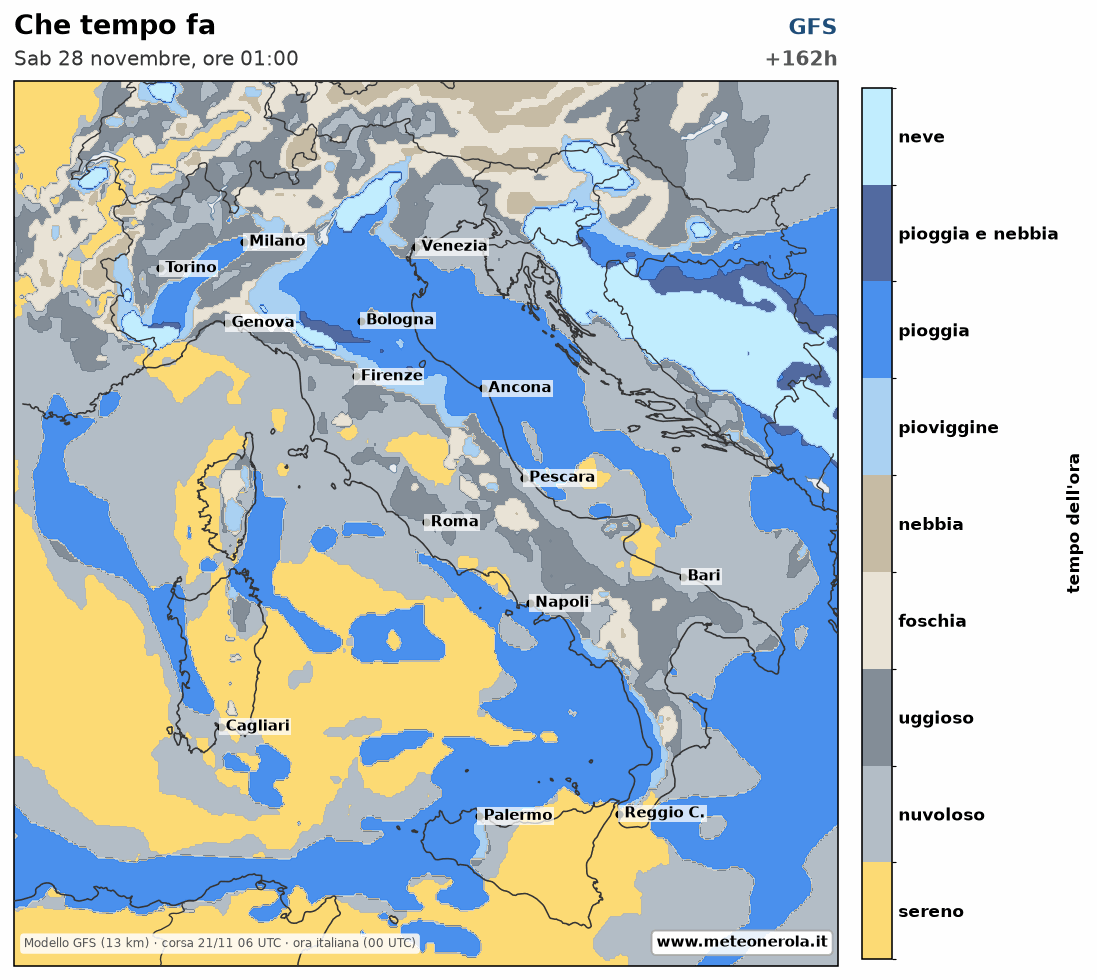 Che tempo fa
GFS
Sab 28 novembre, ore 01:00
+162h
neve
pioggia e nebbia
pioggia
pioviggine
nebbia
foschia
uggioso
nuvoloso
sereno
tempo dell'ora
Milano
Venezia
Torino
Genova
Bologna
Firenze
Ancona
Pescara
Roma
Bari
Napoli
Cagliari
Palermo
Reggio C.
Modello GFS (13 km) · corsa 21/11 06 UTC · ora italiana (00 UTC)
www.meteonerola.it